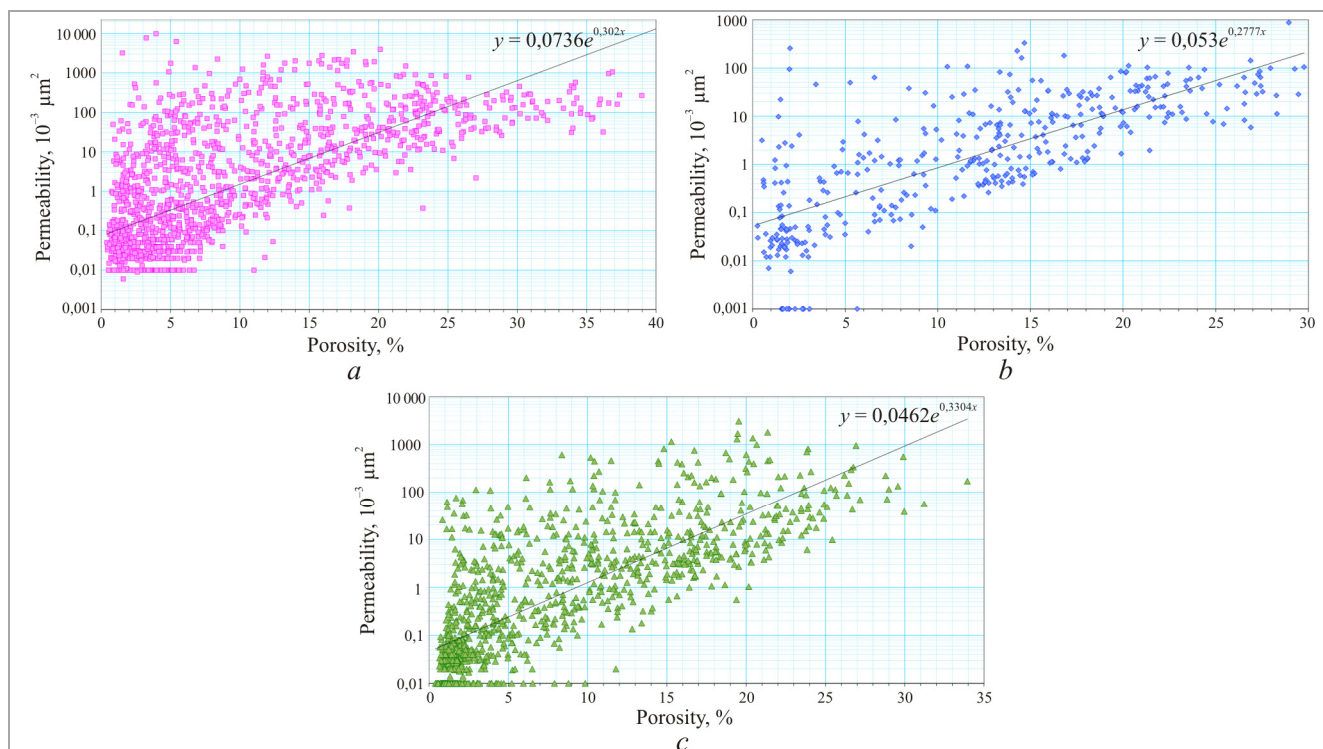 Permeability, 10⁻³ μm²
10 000
1000
100
10
1
0,1
0,01
0,001
y = 0,0736e^0,302x
0 5 10 15 20 25 30 35 40
Porosity, %
a
Permeability, 10⁻³ μm²
1000
100
10
1
0,1
0,01
0,001
y = 0,053e^0,2777x
0 5 10 15 20 25 30
Porosity, %
b
Permeability, 10⁻³ μm²
10 000
1000
100
10
1
0,1
0,01
y = 0,0462e^0,3304x
0 5 10 15 20 25 30 35
Porosity, %
c